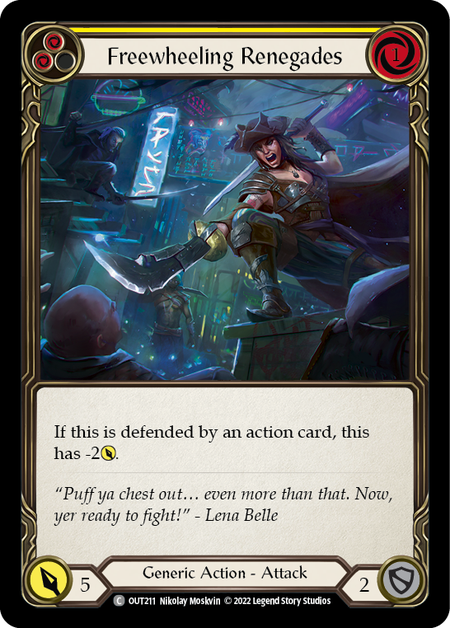 Freewheeling Renegades
1
If this is defended by an action card, this
has -2.
“Puff ya chest out… even more than that. Now,
yer ready to fight!” - Lena Belle
5
Generic Action - Attack
2
C OUT211 Nikolay Moskvin © 2022 Legend Story Studios